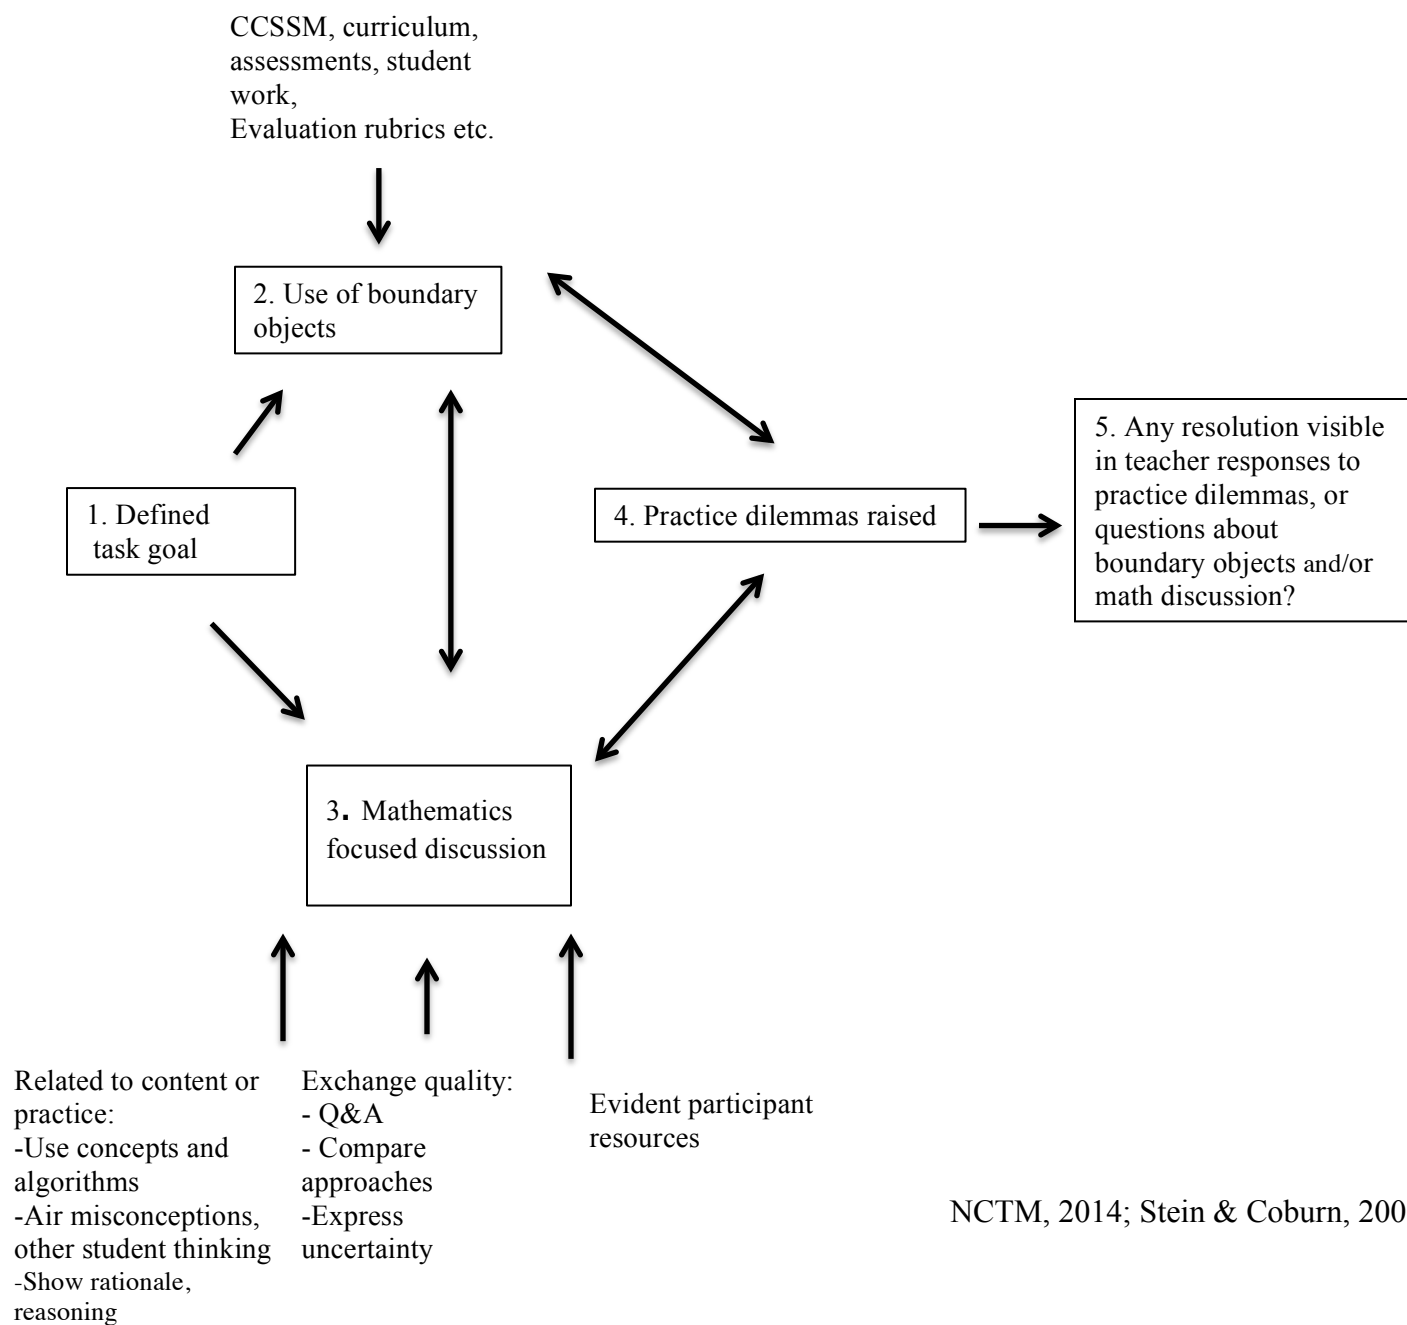 CCSSM, curriculum,
assessments, student
work,
Evaluation rubrics etc.
2. Use of boundary
objects
1. Defined
task goal
4. Practice dilemmas raised
5. Any resolution visible
in teacher responses to
practice dilemmas, or
questions about
boundary objects and/or
math discussion?
3. Mathematics
focused discussion
Related to content or
practice:
-Use concepts and
algorithms
-Air misconceptions,
other student thinking
-Show rationale,
reasoning
Exchange quality:
- Q&A
- Compare
approaches
-Express
uncertainty
Evident participant
resources
NCTM, 2014; Stein & Coburn, 200